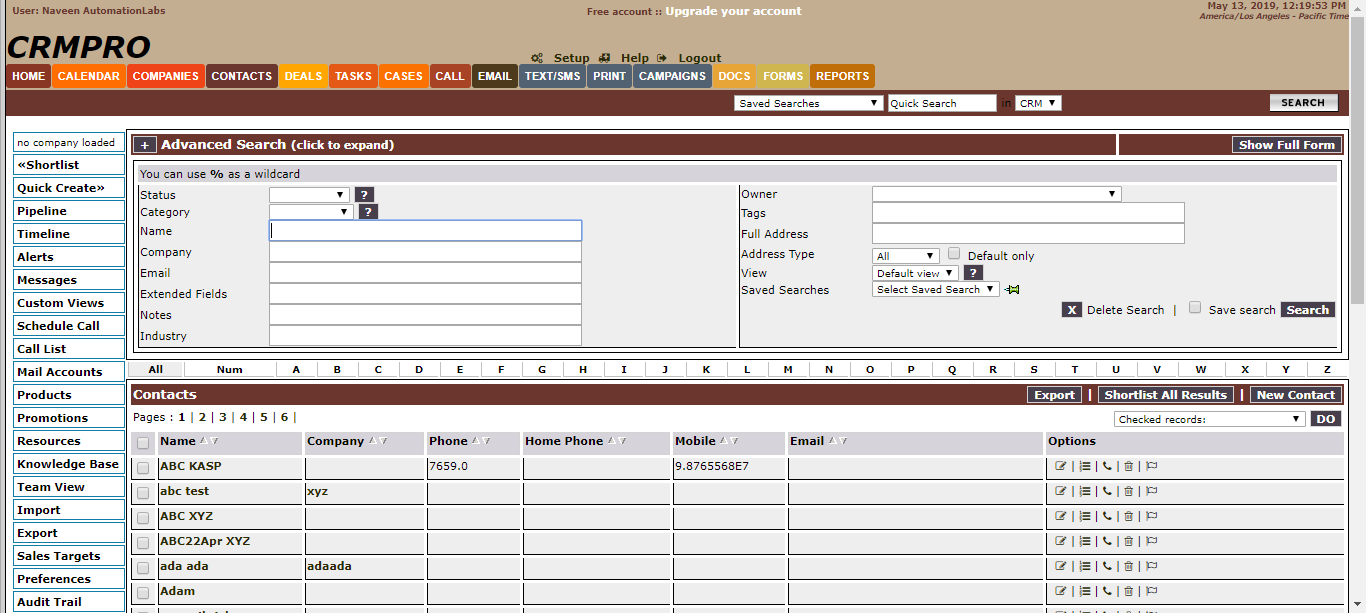 User: Naveen AutomationLabs
Free account :: Upgrade your account
May 13, 2019, 12:19:53 PM
America/Los Angeles - Pacific Time
CRMPRO
Setup Help Logout
HOME CALENDAR COMPANIES CONTACTS DEALS TASKS CASES CALL EMAIL TEXT/SMS PRINT CAMPAIGNS DOCS FORMS REPORTS
Saved Searches Quick Search in CRM SEARCH
no company loaded
«Shortlist
Quick Create»
Pipeline
Timeline
Alerts
Messages
Custom Views
Schedule Call
Call List
Mail Accounts
Products
Promotions
Resources
Knowledge Base
Team View
Import
Export
Sales Targets
Preferences
Audit Trail
+ Advanced Search (click to expand) Show Full Form
You can use % as a wildcard
Status ?
Category ?
Name
Company
Email
Extended Fields
Notes
Industry
Owner
Tags
Full Address
Address Type All Default only
View Default view ?
Saved Searches Select Saved Search
X Delete Search | Save search Search
All Num A B C D E F G H I J K L M N O P Q R S T U V W X Y Z
Contacts Export | Shortlist All Results | New Contact
Pages : 1 | 2 | 3 | 4 | 5 | 6 |
Checked records: DO
Name Company Phone Home Phone Mobile Email Options
ABC KASP 7659.0 9.8765568E7
abc test xyz
ABC XYZ
ABC22Apr XYZ
ada ada adaada
Adam